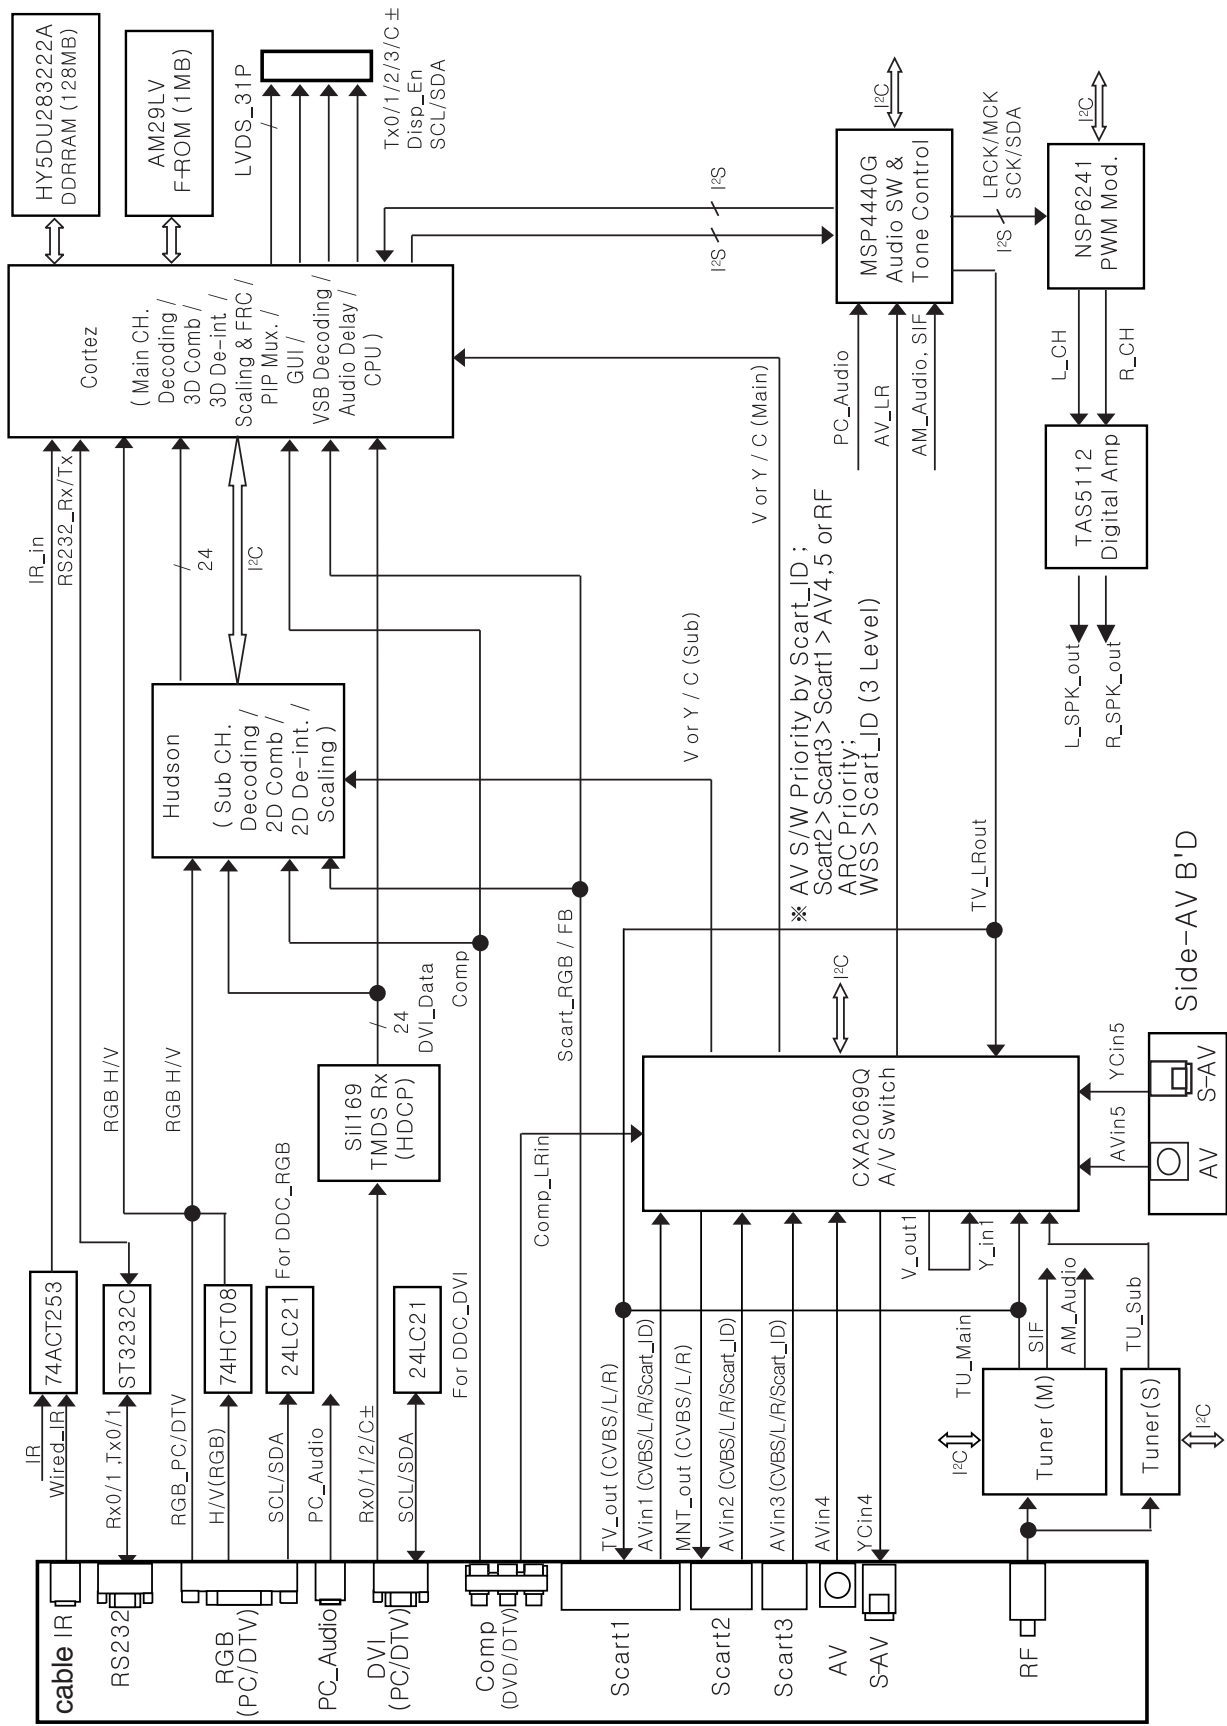 cable IR
RS232
RGB
(PC/DTV)
PC_Audio
DVI
(PC/DTV)
Comp
(DVD/DTV)
Scart1
Scart2
Scart3
AV
S-AV
RF
IR
Wired_IR
Rx0/1 ,Tx0/1
RGB_PC/DTV
H/V(RGB)
SCL/SDA
PC_Audio
Rx0/1/2/C±
SCL/SDA
TV_out (CVBS/L/R)
AVin1 (CVBS/L/R/Scart_ID)
MNT_out (CVBS/L/R)
AVin2 (CVBS/L/R/Scart_ID)
AVin3 (CVBS/L/R/Scart_ID)
AVin4
YCin4
74ACT253
ST3232C
74HCT08
24LC21
For DDC_RGB
24LC21
For DDC_DVI
Comp_LRin
V_out1
Y_in1
TU_Main
SIF
AM_Audio
TU_Sub
I²C
Tuner (M)
Tuner(S)
I²C
RGB H/V
RGB H/V
SiI169
TMDS Rx
(HDCP)
24
DVI_Data
Comp
Scart_RGB / FB
CXA2069Q
A/V Switch
I²C
AVin5
YCin5
AV
S-AV
Side-AV B'D
Hudson
( Sub CH.
Decoding /
2D Comb /
2D De-int. /
Scaling )
V or Y / C (Sub)
V or Y / C (Main)
※ AV S/W Priority by Scart_ID ;
Scart2 > Scart3 > Scart1 > AV4, 5 or RF
ARC Priority;
WSS > Scart_ID (3 Level)
TV_LRout
IR_in
RS232_Rx/Tx
24
I²C
Cortez
( Main CH.
Decoding /
3D Comb /
3D De-int. /
Scaling & FRC /
PIP Mux. /
GUI /
VSB Decoding /
Audio Delay /
CPU )
HY5DU283222A
DDRRAM (128MB)
AM29LV
F-ROM (1MB)
LVDS_31P
Tx0/1/2/3/C ±
Disp_En
SCL/SDA
I²S
I²S
PC_Audio
AV_LR
AM_Audio, SIF
MSP4440G
Audio SW &
Tone Control
I²C
I²S
LRCK/MCK
SCK/SDA
NSP6241
PWM Mod.
I²C
L_CH
R_CH
TAS5112
Digital Amp
L_SPK_out
R_SPK_out